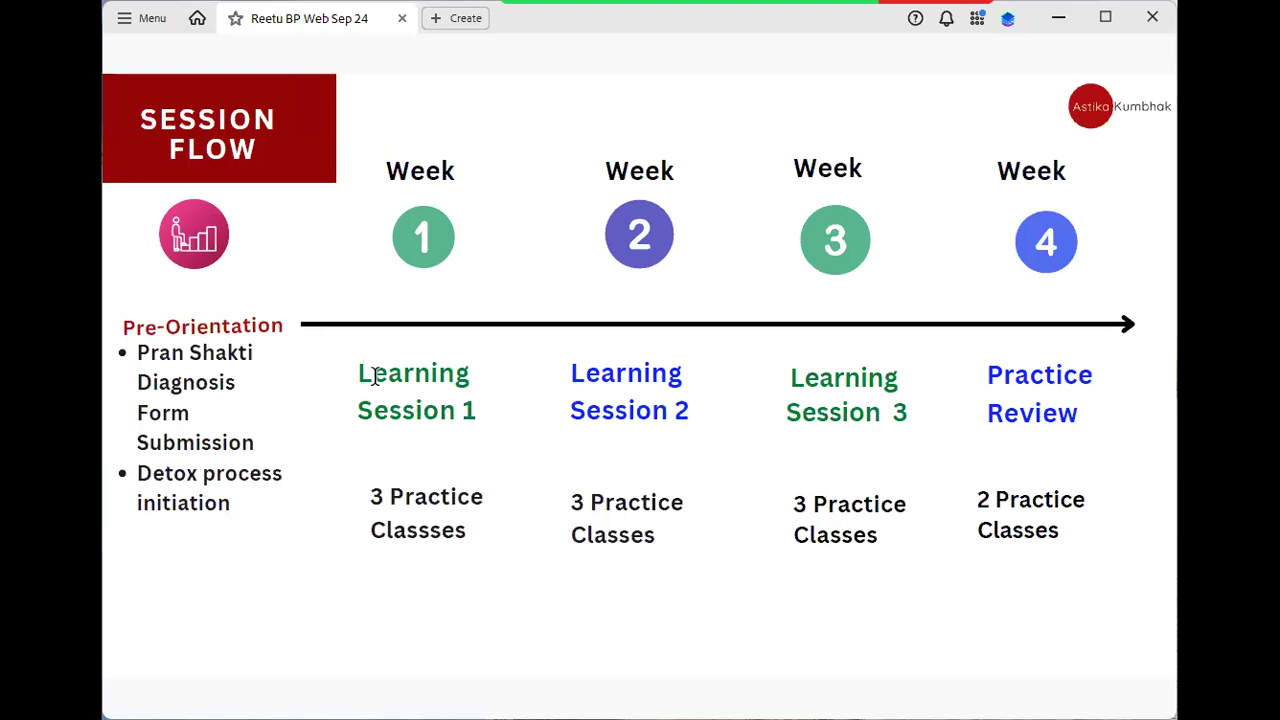 Menu
Reetu BP Web Sep 24
Create
SESSION
FLOW
Astika Kumbhak
Week
Week
Week
Week
1
2
3
4
Pre-Orientation
• Pran Shakti
Diagnosis
Form
Submission
• Detox process
initiation
Learning
Session 1
3 Practice
Classses
Learning
Session 2
3 Practice
Classes
Learning
Session 3
3 Practice
Classes
Practice
Review
2 Practice
Classes